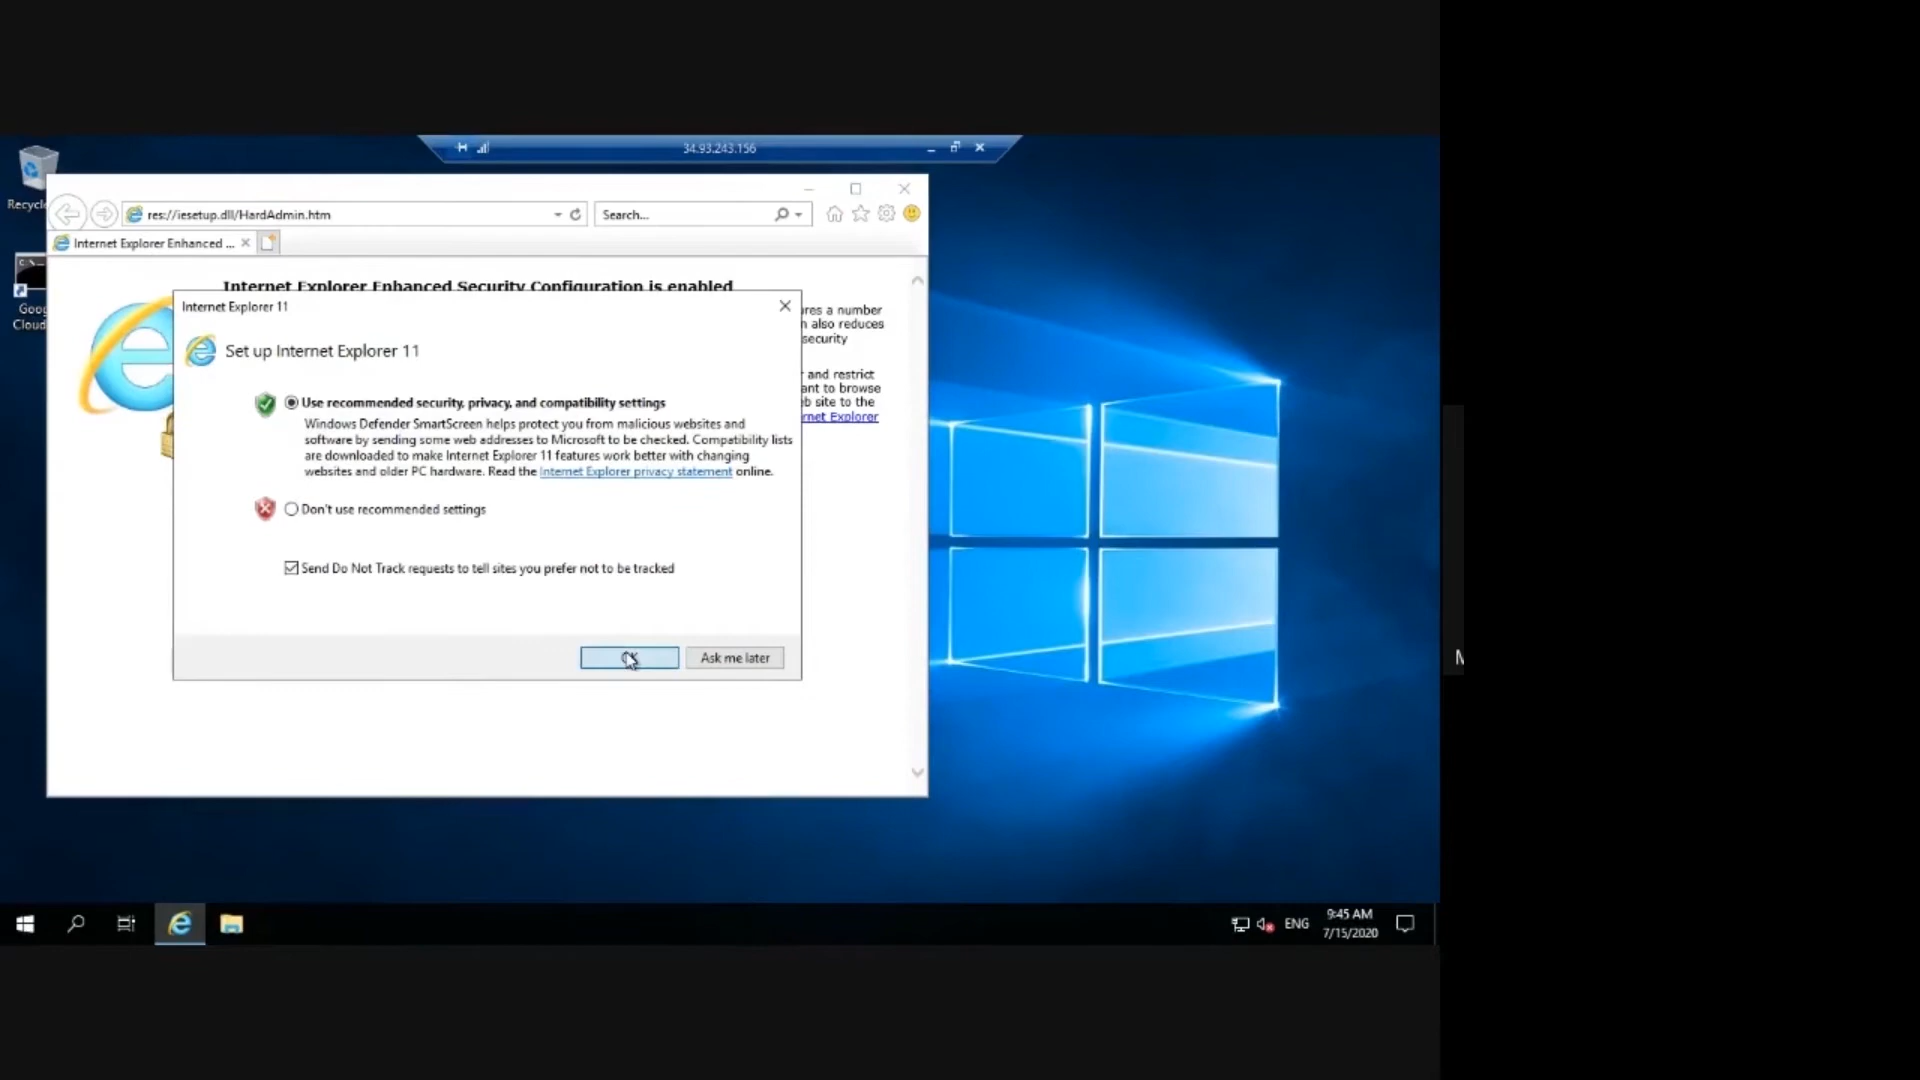 34.93.243.156
Recycl
res://iesetup.dll/HardAdmin.htm
Search...
Internet Explorer Enhanced ...
Goog
Cloud
Internet Explorer Enhanced Security Configuration is enabled
Internet Explorer 11
Set up Internet Explorer 11
Use recommended security, privacy, and compatibility settings
Windows Defender SmartScreen helps protect you from malicious websites and
software by sending some web addresses to Microsoft to be checked. Compatibility lists
are downloaded to make Internet Explorer 11 features work better with changing
websites and older PC hardware. Read the Internet Explorer privacy statement online.
Don't use recommended settings
Send Do Not Track requests to tell sites you prefer not to be tracked
Ask me later
ures a number
n also reduces
security
and restrict
ant to browse
b site to the
rnet Explorer
ENG
9:45 AM
7/15/2020